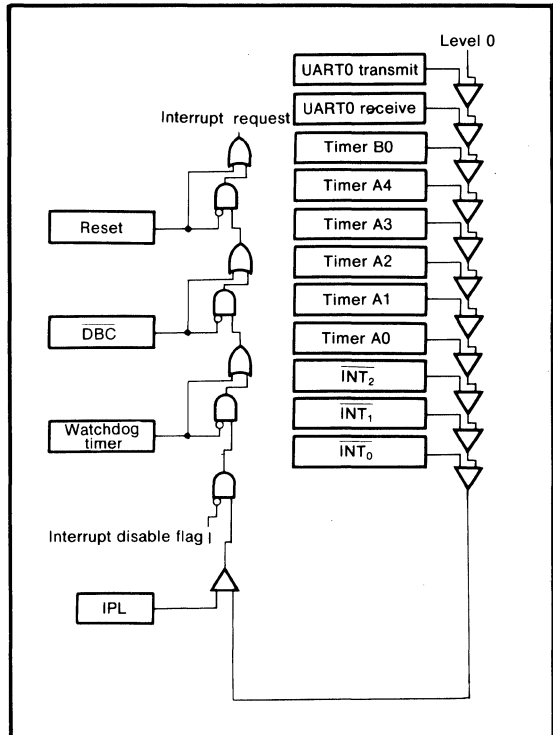 Level 0
UART0 transmit
UART0 receive
Interrupt request
Timer B0
Timer A4
Reset
Timer A3
Timer A2
DBC
Timer A1
Timer A0
INT2
Watchdog
timer
INT1
INT0
Interrupt disable flag I
IPL